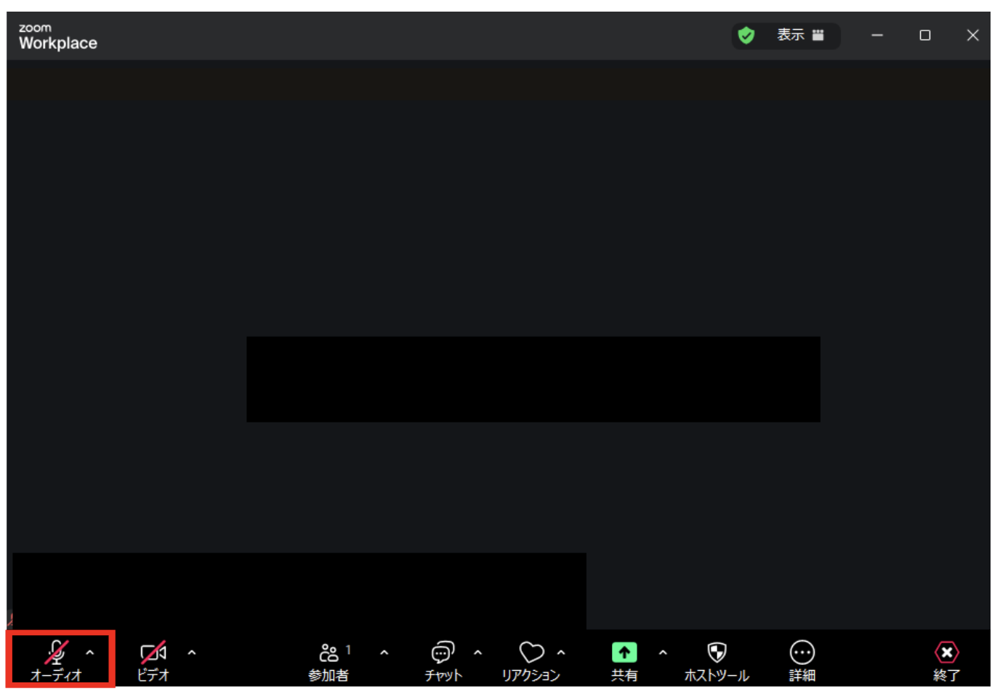 zoom
Workplace
表示
1
オーディオ
ビデオ
参加者
チャット
リアクション
共有
ホストツール
詳細
終了